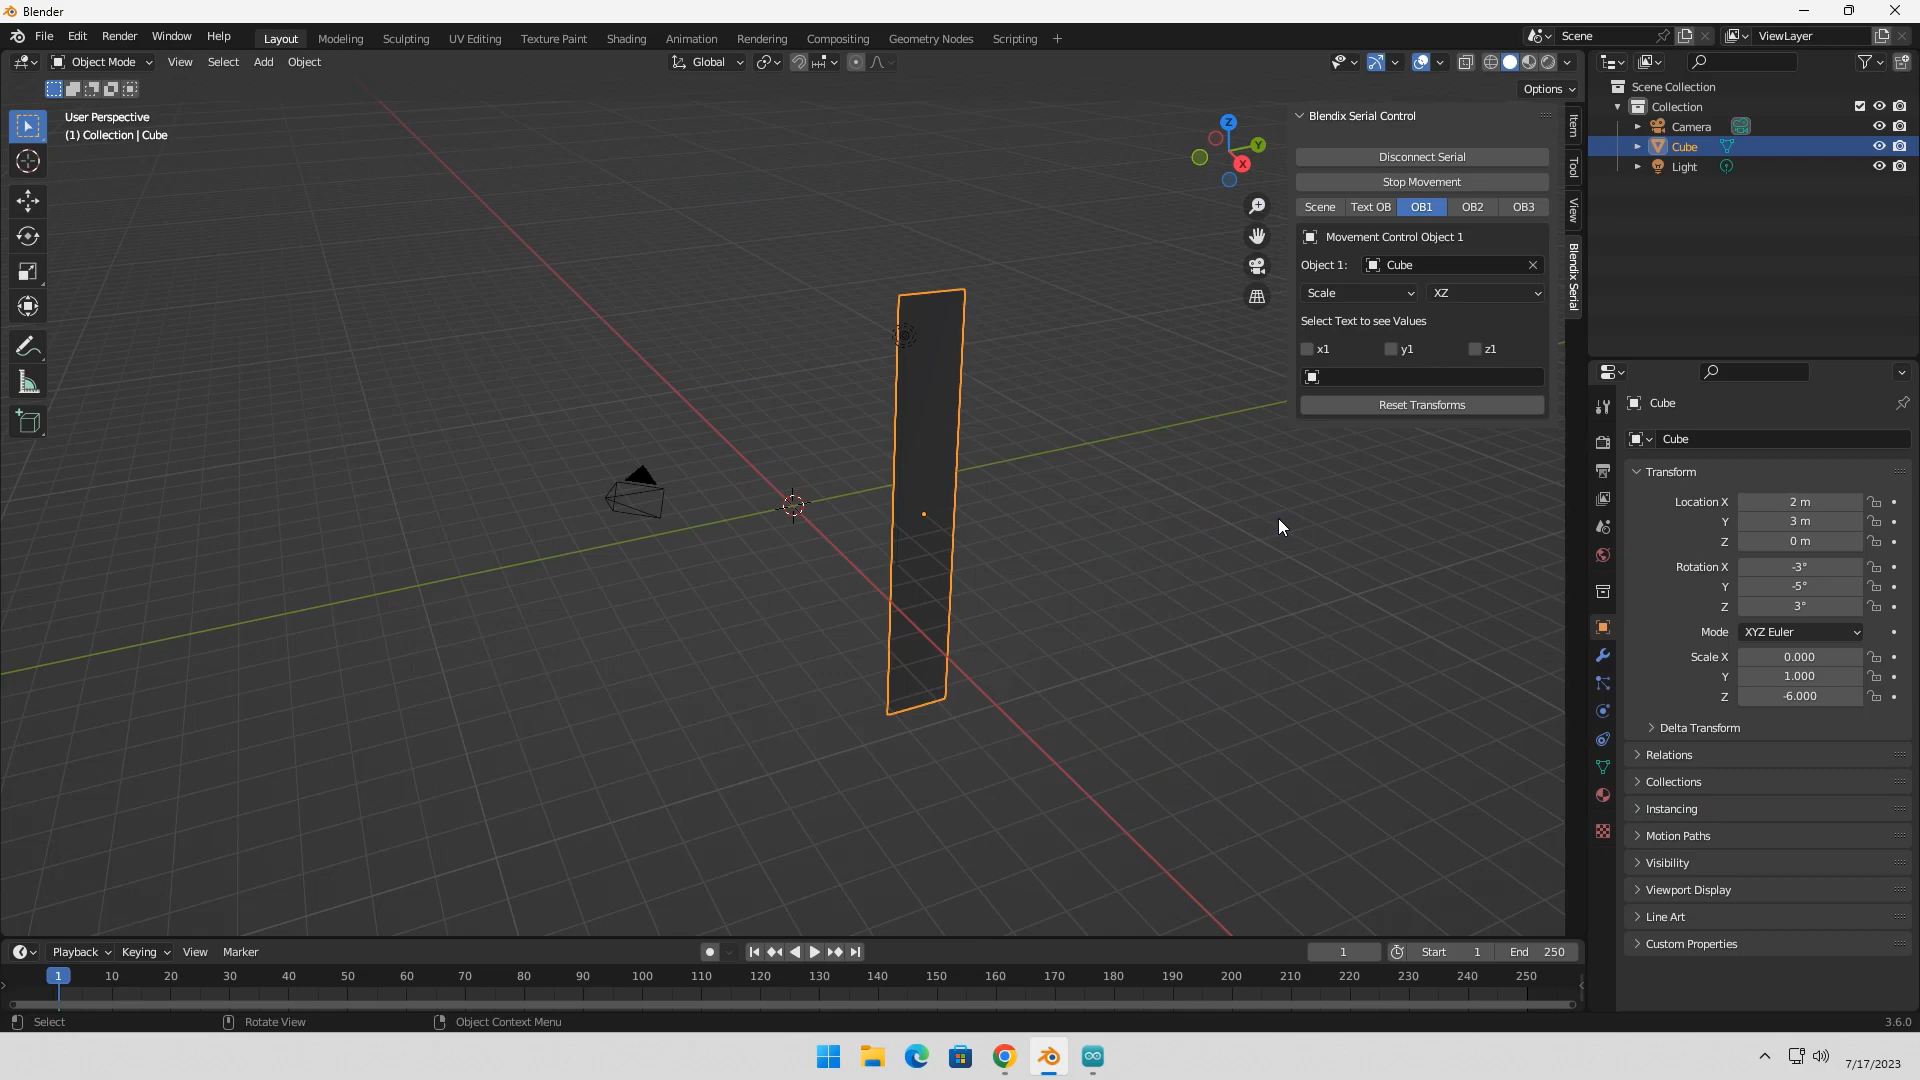 Blender
File Edit Render Window Help
Layout Modeling Sculpting UV Editing Texture Paint Shading Animation Rendering Compositing Geometry Nodes Scripting +
Scene
ViewLayer
Object Mode View Select Add Object
Global
Options
User Perspective
(1) Collection | Cube
Z
Y
X
Blendix Serial Control
Disconnect Serial
Stop Movement
Scene Text OB OB1 OB2 OB3
Movement Control Object 1
Object 1: Cube
Scale XZ
Select Text to see Values
x1 y1 z1
Reset Transforms
Item
Tool
View
Blendix Serial
Scene Collection
Collection
Camera
Cube
Light
Cube
Cube
Transform
Location X 2 m
Y 3 m
Z 0 m
Rotation X -3°
Y -5°
Z 3°
Mode XYZ Euler
Scale X 0.000
Y 1.000
Z -6.000
Delta Transform
Relations
Collections
Instancing
Motion Paths
Visibility
Viewport Display
Line Art
Custom Properties
Playback Keying View Marker
1 Start 1 End 250
1 10 20 30 40 50 60 70 80 90 100 110 120 130 140 150 160 170 180 190 200 210 220 230 240 250
Select Rotate View Object Context Menu
3.6.0
7/17/2023